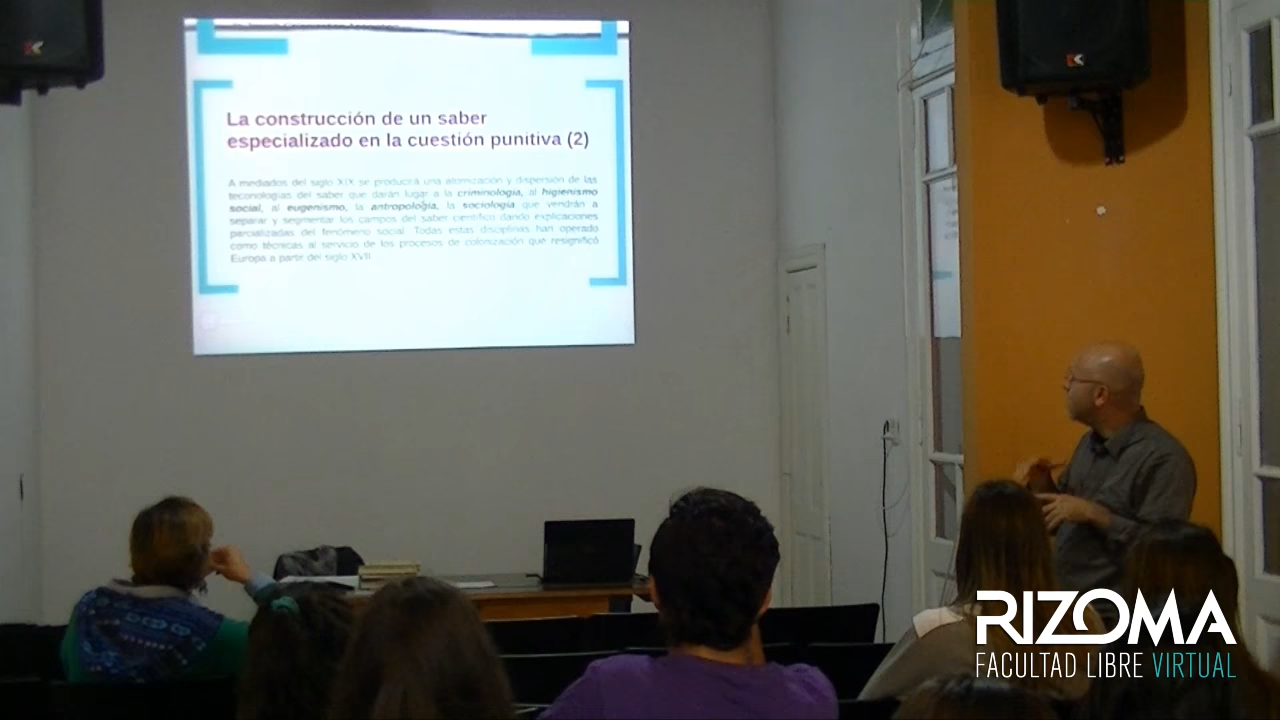 La construcción de un saber
especializado en la cuestión punitiva (2)
A mediados del siglo XIX se producirá una atomización y dispersión de las
teconologías del saber que darán lugar a la criminología, al higienismo
social, al eugenismo, la antropología, la sociología que vendrán a
separar y segmentar los campos del saber científico dando explicaciones
parcializadas del fenómeno social. Todas estas disciplinas han operado
como técnicas al servicio de los procesos de colonización que resignificó
Europa a partir del siglo XVII
RIZOMA
FACULTAD LIBRE VIRTUAL